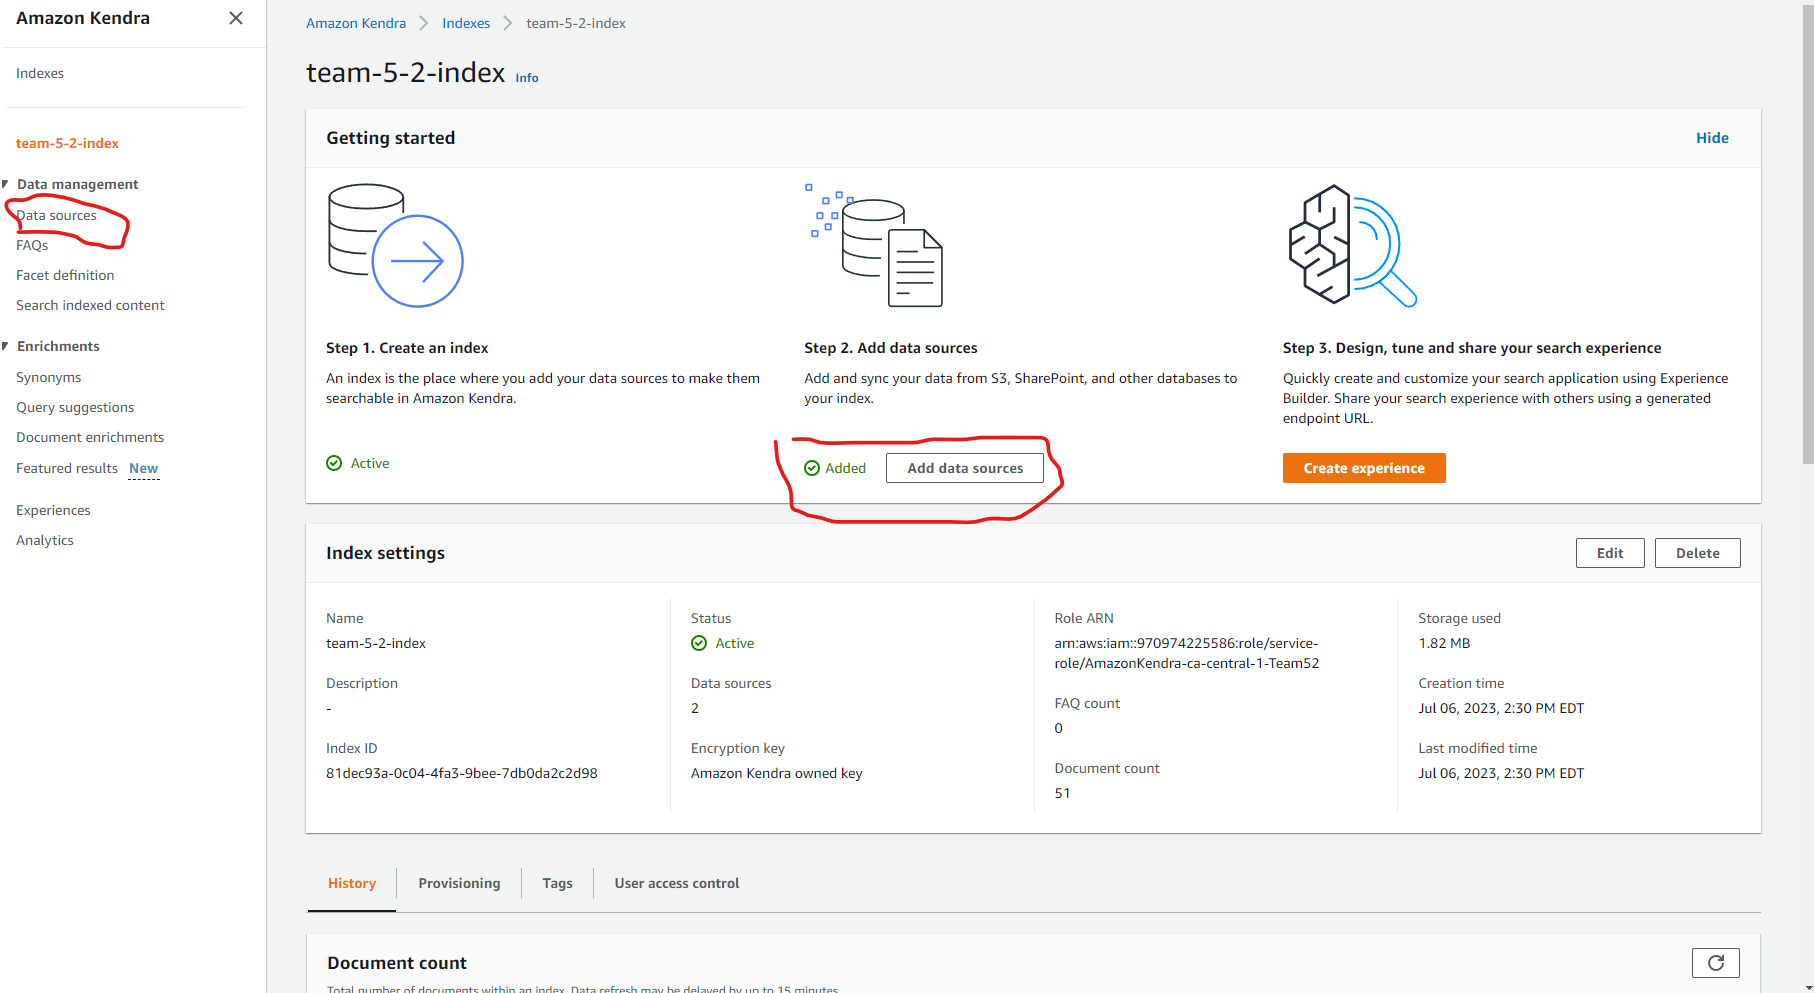 Amazon Kendra
Indexes
team-5-2-index
Data management
Data sources
FAQs
Facet definition
Search indexed content
Enrichments
Synonyms
Query suggestions
Document enrichments
Featured results New
Experiences
Analytics
Amazon Kendra Indexes team-5-2-index
team-5-2-index Info
Getting started
Hide
Step 1. Create an index
An index is the place where you add your data sources to make them
searchable in Amazon Kendra.
Active
Step 2. Add data sources
Add and sync your data from S3, SharePoint, and other databases to
your index.
Added Add data sources
Step 3. Design, tune and share your search experience
Quickly create and customize your search application using Experience
Builder. Share your search experience with others using a generated
endpoint URL.
Create experience
Index settings
Edit Delete
Name
team-5-2-index
Description
-
Index ID
81dec93a-0c04-4fa3-9bee-7db0da2c2d98
Status
Active
Data sources
2
Encryption key
Amazon Kendra owned key
Role ARN
arn:aws:iam::970974225586:role/service-
role/AmazonKendra-ca-central-1-Team52
FAQ count
0
Document count
51
Storage used
1.82 MB
Creation time
Jul 06, 2023, 2:30 PM EDT
Last modified time
Jul 06, 2023, 2:30 PM EDT
History Provisioning Tags User access control
Document count
Total number of documents within an index. Data refresh may be delayed by up to 15 minutes.